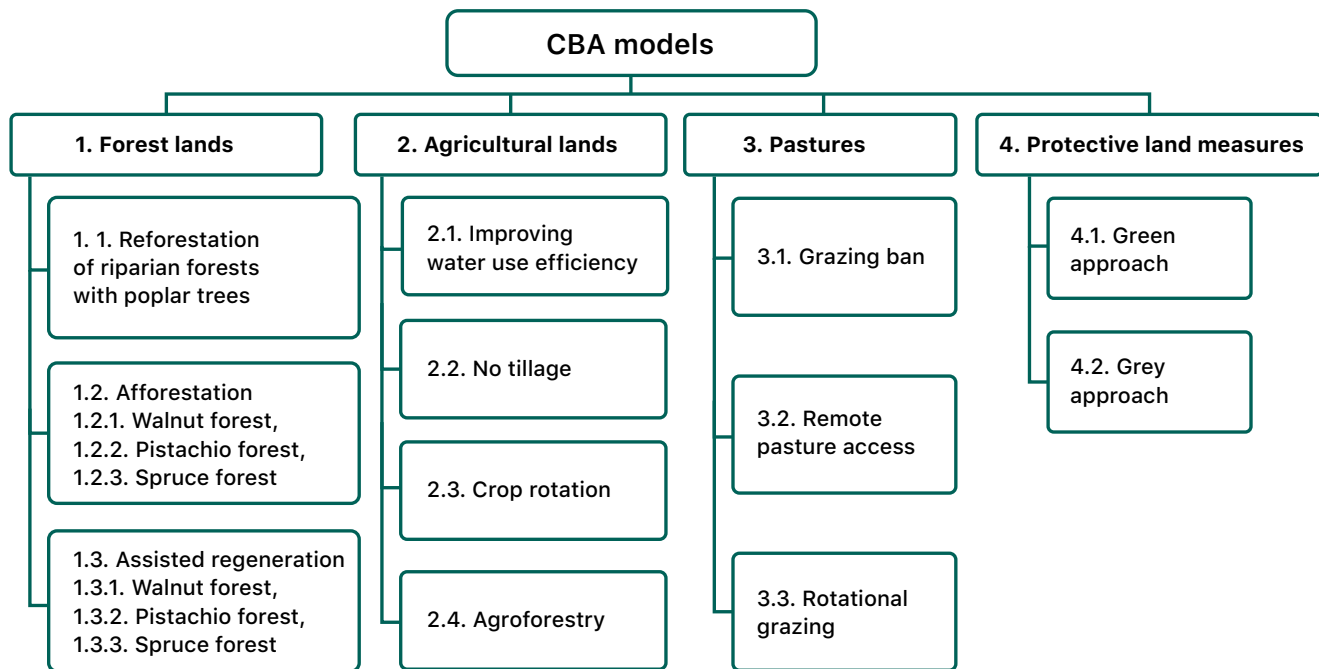 CBA models
1. Forest lands
1. 1. Reforestation
of riparian forests
with poplar trees
1.2. Afforestation
1.2.1. Walnut forest,
1.2.2. Pistachio forest,
1.2.3. Spruce forest
1.3. Assisted regeneration
1.3.1. Walnut forest,
1.3.2. Pistachio forest,
1.3.3. Spruce forest
2. Agricultural lands
2.1. Improving
water use efficiency
2.2. No tillage
2.3. Crop rotation
2.4. Agroforestry
3. Pastures
3.1. Grazing ban
3.2. Remote
pasture access
3.3. Rotational
grazing
4. Protective land measures
4.1. Green
approach
4.2. Grey
approach